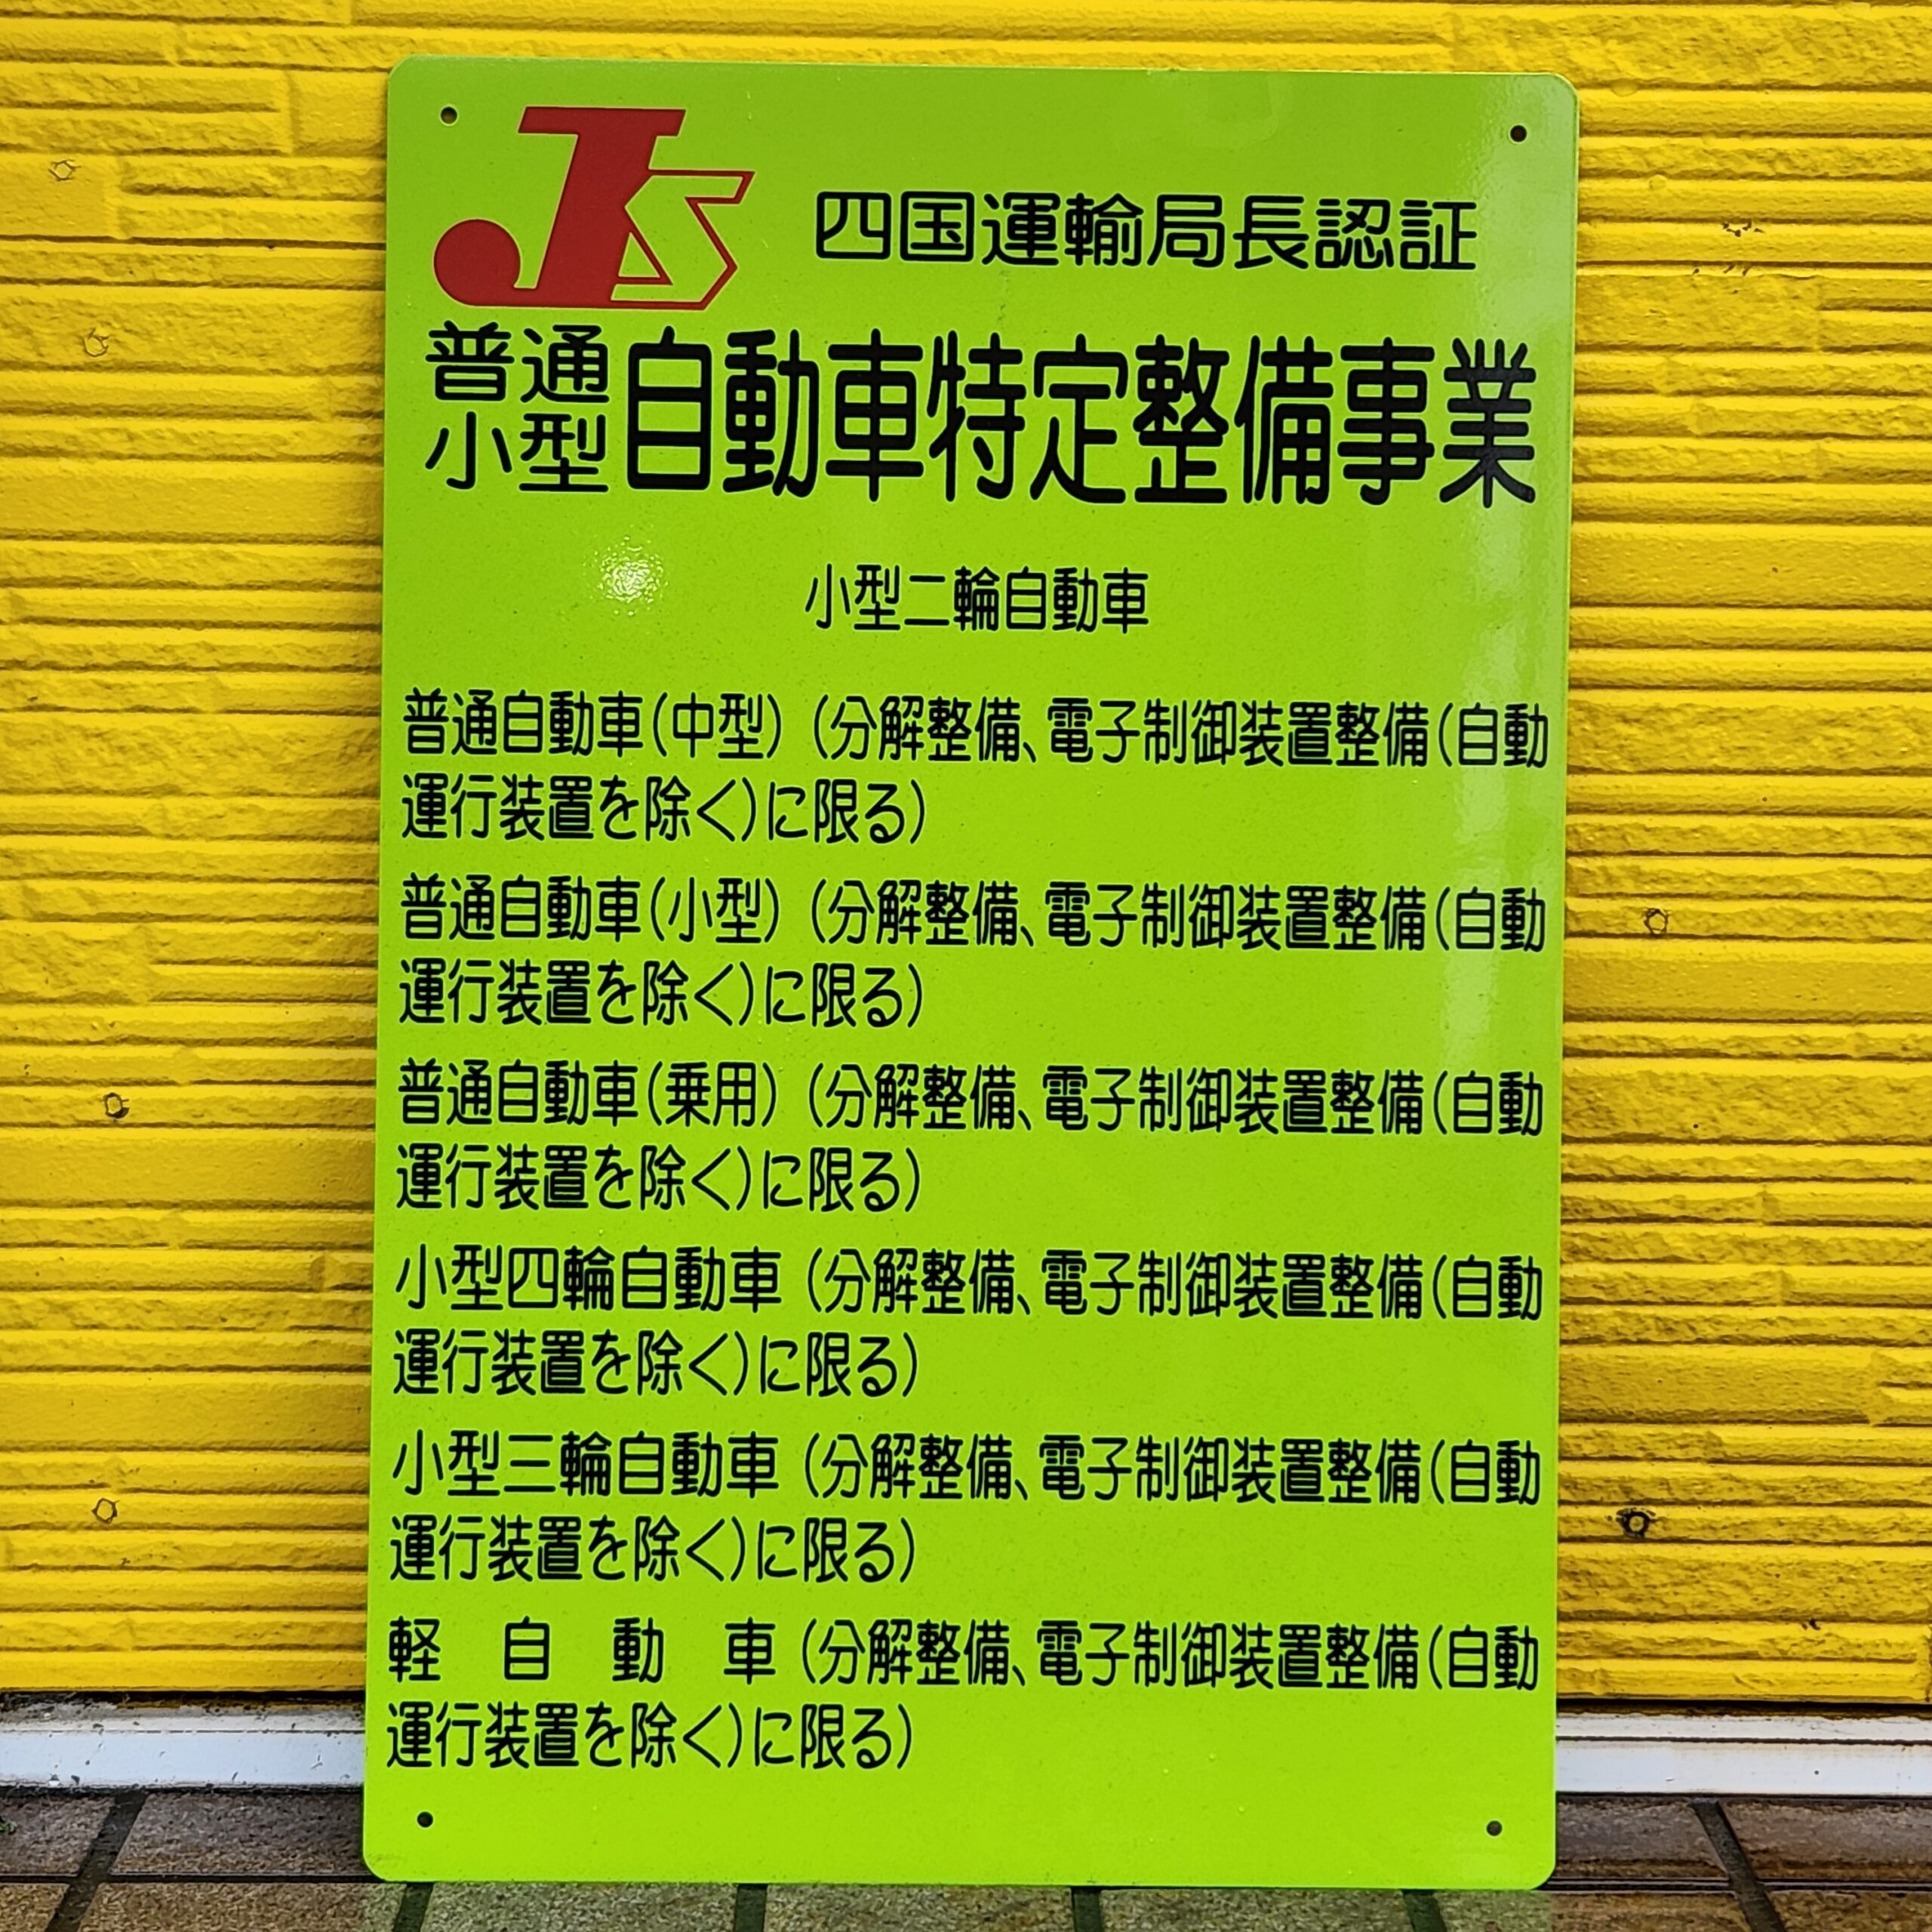 JS
四国運輸局長認証
普通
小型
自動車特定整備事業
小型二輪自動車
普通自動車(中型) (分解整備、電子制御装置整備(自動
運行装置を除く)に限る)
普通自動車(小型) (分解整備、電子制御装置整備(自動
運行装置を除く)に限る)
普通自動車(乗用) (分解整備、電子制御装置整備(自動
運行装置を除く)に限る)
小型四輪自動車 (分解整備、電子制御装置整備(自動
運行装置を除く)に限る)
小型三輪自動車 (分解整備、電子制御装置整備(自動
運行装置を除く)に限る)
軽　自　動　車 (分解整備、電子制御装置整備(自動
運行装置を除く)に限る)